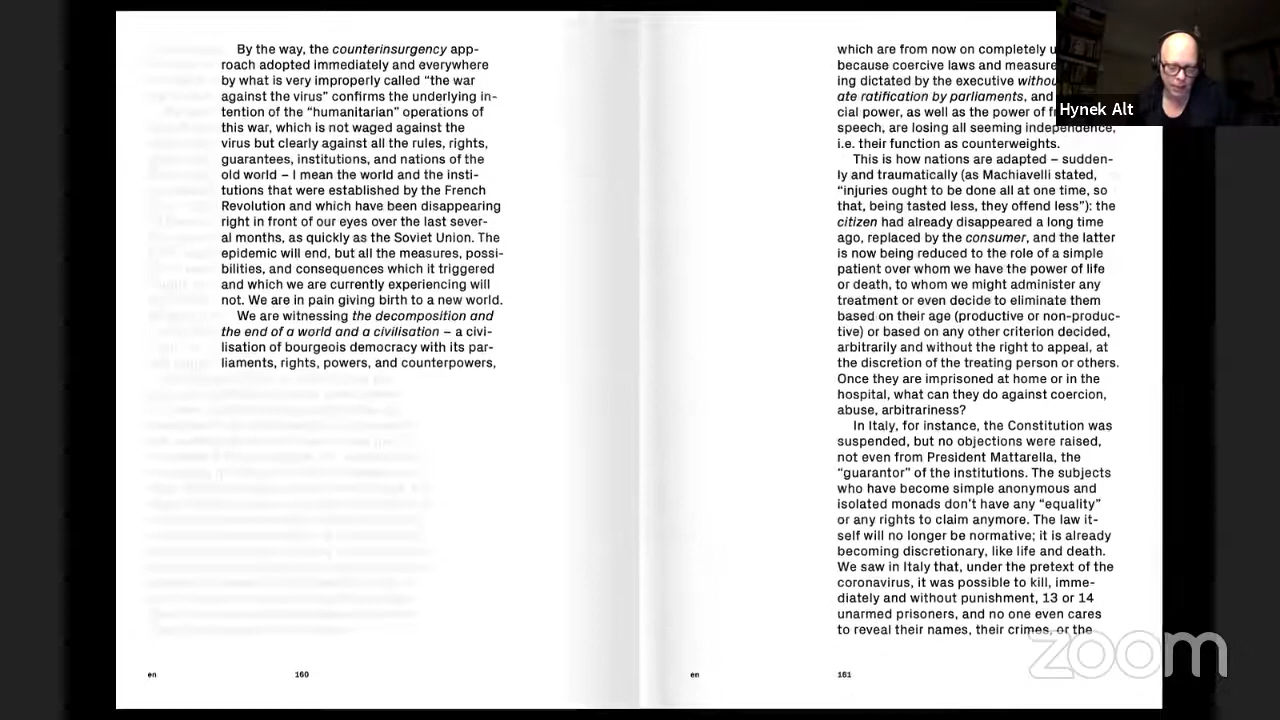 By the way, the counterinsurgency app-
roach adopted immediately and everywhere
by what is very improperly called “the war
against the virus” confirms the underlying in-
tention of the “humanitarian” operations of
this war, which is not waged against the
virus but clearly against all the rules, rights,
guarantees, institutions, and nations of the
old world – I mean the world and the insti-
tutions that were established by the French
Revolution and which have been disappearing
right in front of our eyes over the last sever-
al months, as quickly as the Soviet Union. The
epidemic will end, but all the measures, possi-
bilities, and consequences which it triggered
and which we are currently experiencing will
not. We are in pain giving birth to a new world.
We are witnessing the decomposition and
the end of a world and a civilisation – a civi-
lisation of bourgeois democracy with its par-
liaments, rights, powers, and counterpowers,
en 160
which are from now on completely
because coercive laws and measure
ing dictated by the executive
ate ratification by parliaments, and
cial power, as well as the power of
speech, are losing all seeming independence,
i.e. their function as counterweights.
This is how nations are adapted – sudden-
ly and traumatically (as Machiavelli stated,
“injuries ought to be done all at one time, so
that, being tasted less, they offend less”): the
citizen had already disappeared a long time
ago, replaced by the consumer, and the latter
is now being reduced to the role of a simple
patient over whom we have the power of life
or death, to whom we might administer any
treatment or even decide to eliminate them
based on their age (productive or non-produc-
tive) or based on any other criterion decided,
arbitrarily and without the right to appeal, at
the discretion of the treating person or others.
Once they are imprisoned at home or in the
hospital, what can they do against coercion,
abuse, arbitrariness?
In Italy, for instance, the Constitution was
suspended, but no objections were raised,
not even from President Mattarella, the
“guarantor” of the institutions. The subjects
who have become simple anonymous and
isolated monads don’t have any “equality”
or any rights to claim anymore. The law it-
self will no longer be normative; it is already
becoming discretionary, like life and death.
We saw in Italy that, under the pretext of the
coronavirus, it was possible to kill, imme-
diately and without punishment, 13 or 14
unarmed prisoners, and no one even cares
to reveal their names, their crimes, or the
en 161
Hynek Alt
zoom